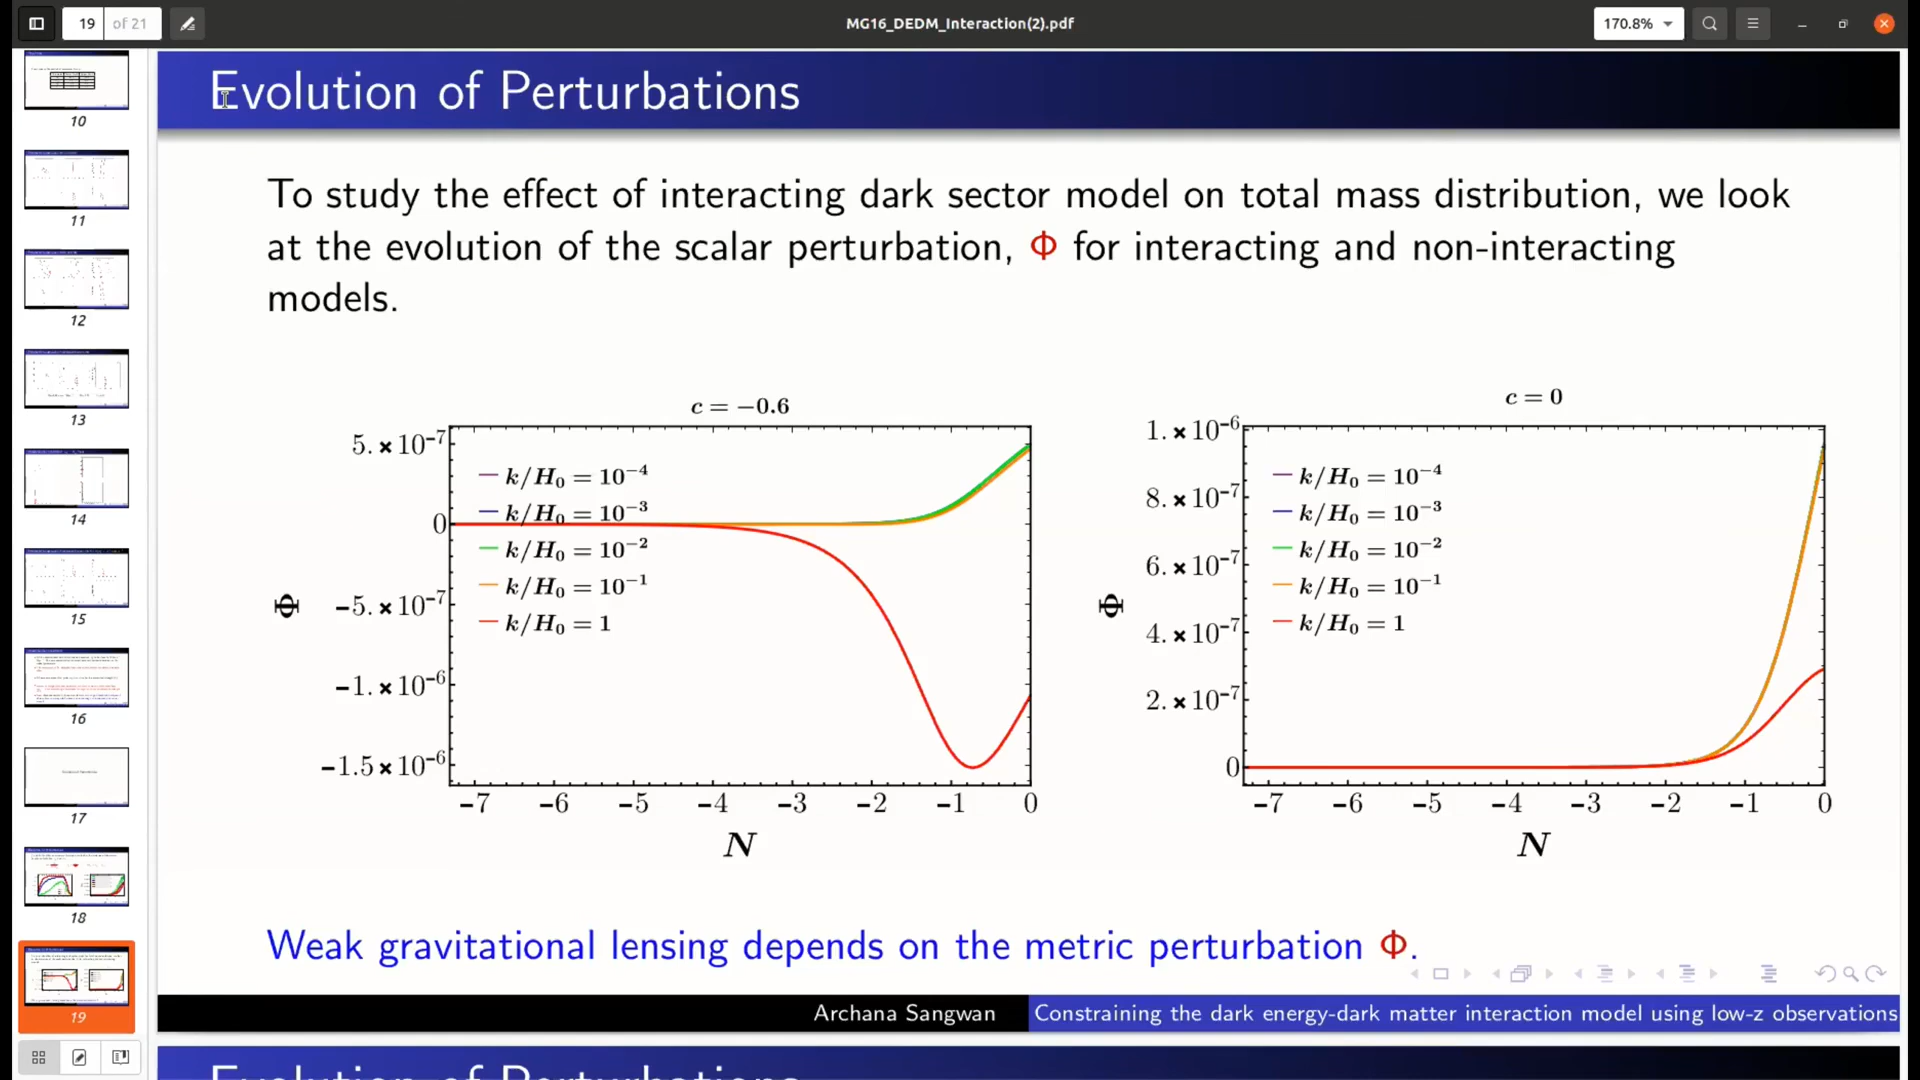 19 of 21
MG16_DEDM_Interaction(2).pdf
170.8%
10
11
12
13
14
15
16
17
18
19
Evolution of Perturbations
To study the effect of interacting dark sector model on total mass distribution, we look
at the evolution of the scalar perturbation, Φ for interacting and non-interacting
models.
c = −0.6
5.×10⁻⁷
0
−5.×10⁻⁷
−1.×10⁻⁶
−1.5×10⁻⁶
Φ
k/H₀ = 10⁻⁴
k/H₀ = 10⁻³
k/H₀ = 10⁻²
k/H₀ = 10⁻¹
k/H₀ = 1
−7 −6 −5 −4 −3 −2 −1 0
N
c = 0
1.×10⁻⁶
8.×10⁻⁷
6.×10⁻⁷
4.×10⁻⁷
2.×10⁻⁷
0
Φ
k/H₀ = 10⁻⁴
k/H₀ = 10⁻³
k/H₀ = 10⁻²
k/H₀ = 10⁻¹
k/H₀ = 1
−7 −6 −5 −4 −3 −2 −1 0
N
Weak gravitational lensing depends on the metric perturbation Φ.
Archana Sangwan Constraining the dark energy-dark matter interaction model using low-z observations
Evolution of Perturbations